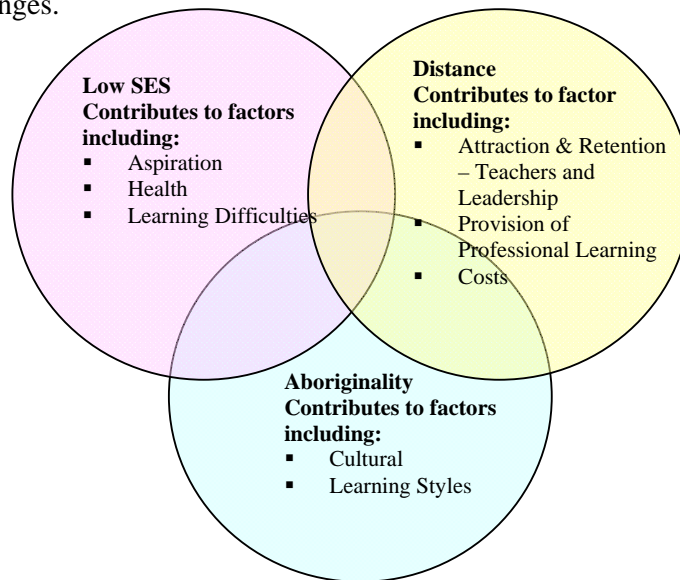 nges.
Low SES
Contributes to factors
including:
▪ Aspiration
▪ Health
▪ Learning Difficulties
Distance
Contributes to factor
including:
▪ Attraction & Retention
– Teachers and
Leadership
▪ Provision of
Professional Learning
▪ Costs
Aboriginality
Contributes to factors
including:
▪ Cultural
▪ Learning Styles